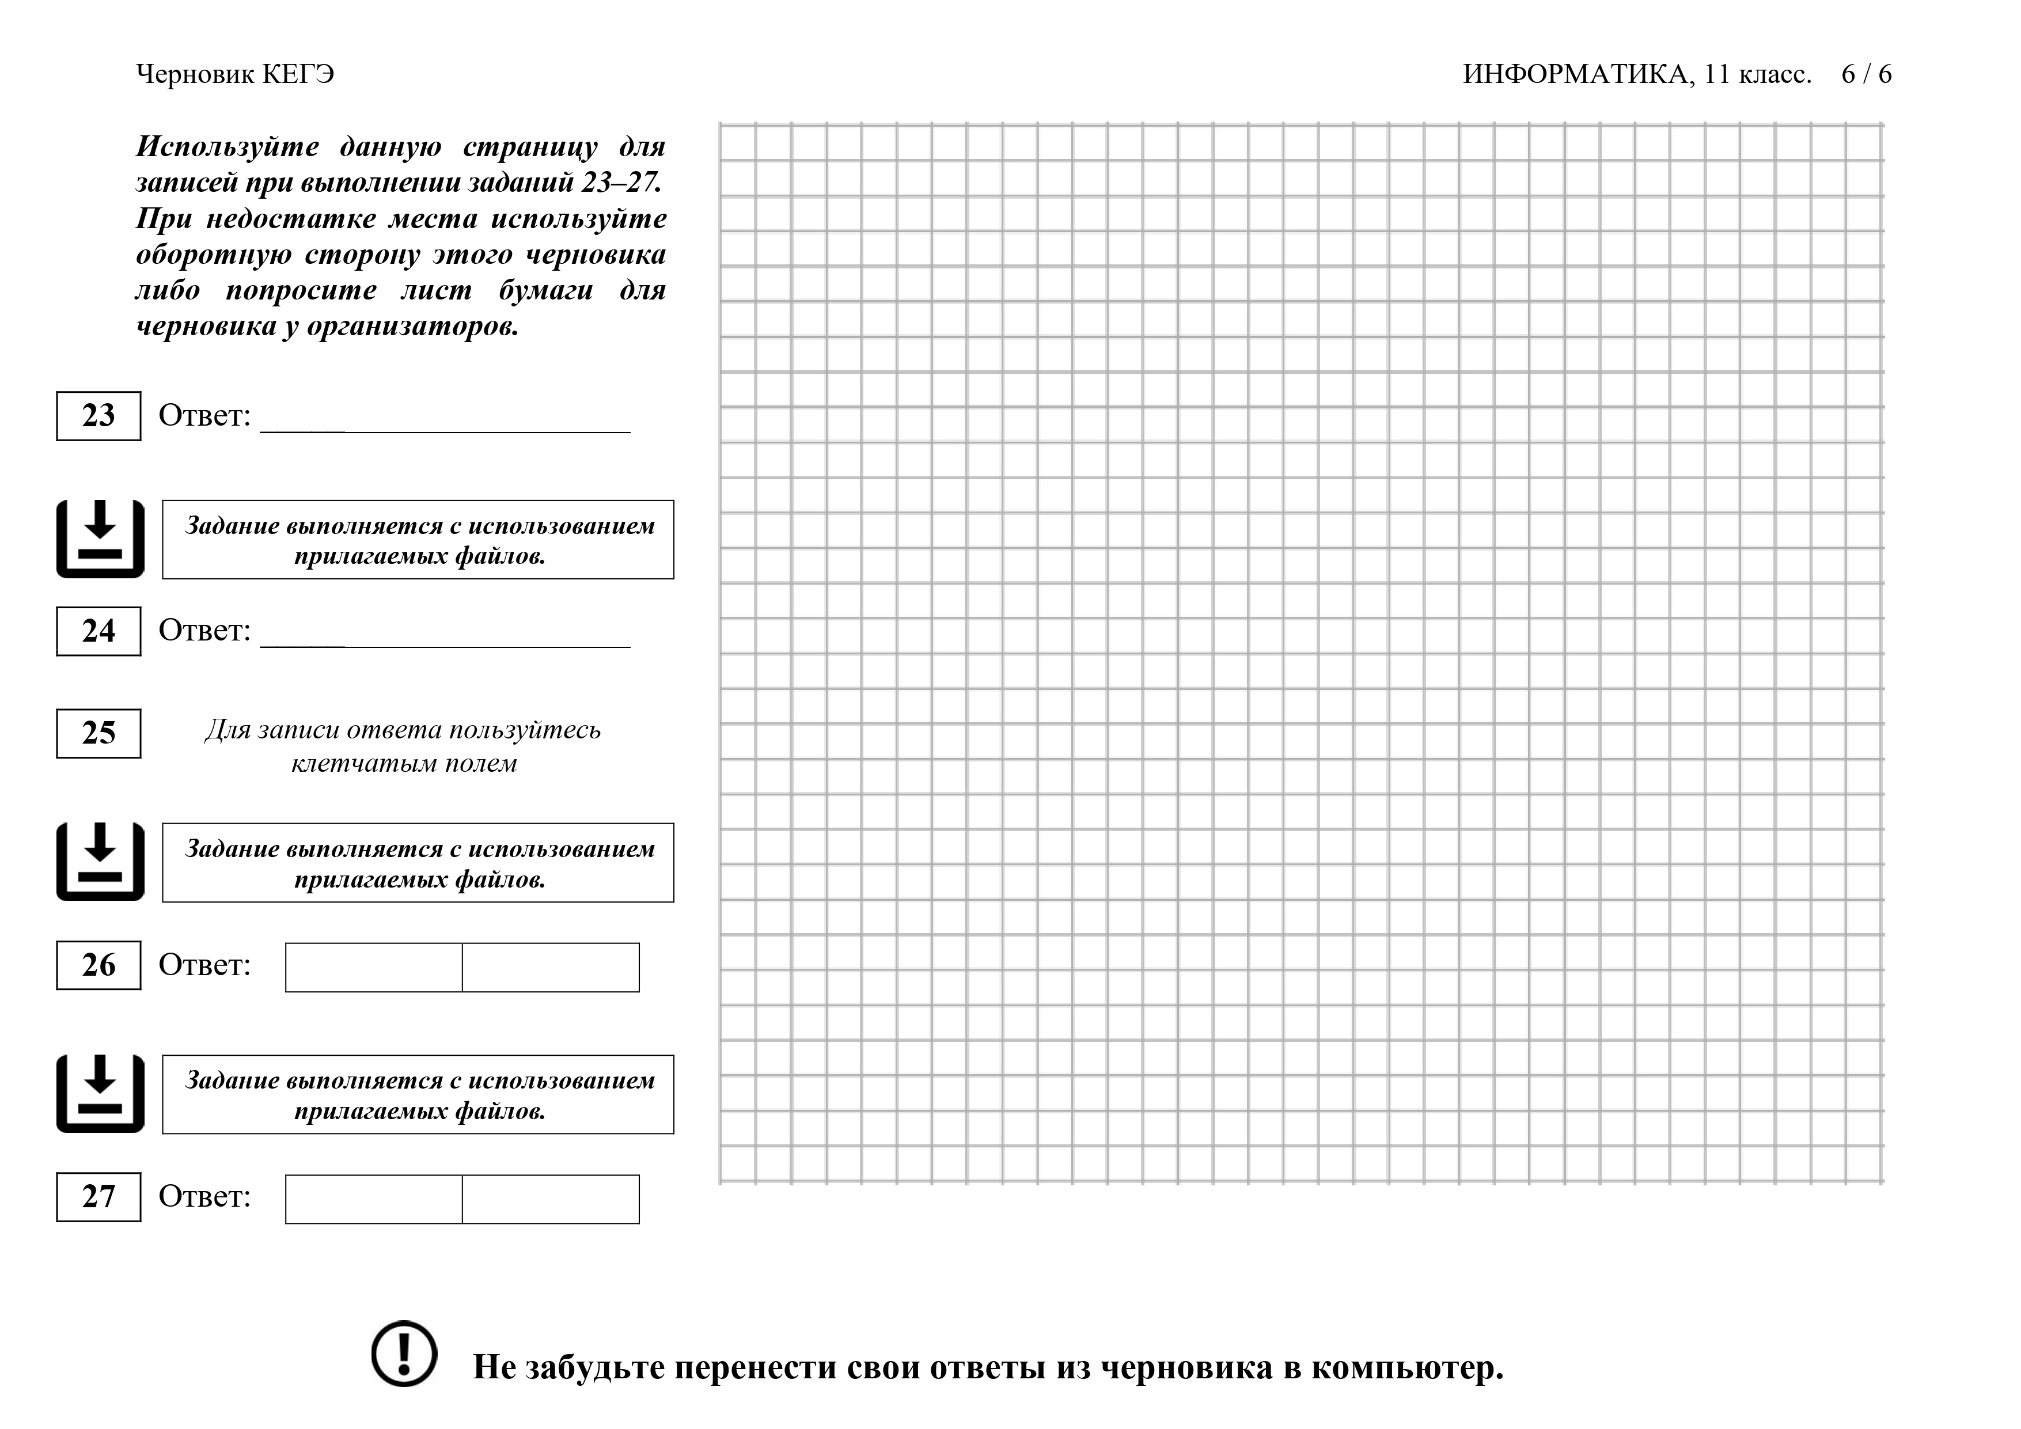 Черновик КЕГЭ
ИНФОРМАТИКА, 11 класс. 6 / 6
Используйте данную страницу для
записей при выполнении заданий 23–27.
При недостатке места используйте
оборотную сторону этого черновика
либо попросите лист бумаги для
черновика у организаторов.
23 Ответ:
Задание выполняется с использованием
прилагаемых файлов.
24 Ответ:
25 Для записи ответа пользуйтесь
клетчатым полем
Задание выполняется с использованием
прилагаемых файлов.
26 Ответ:
Задание выполняется с использованием
прилагаемых файлов.
27 Ответ:
Не забудьте перенести свои ответы из черновика в компьютер.